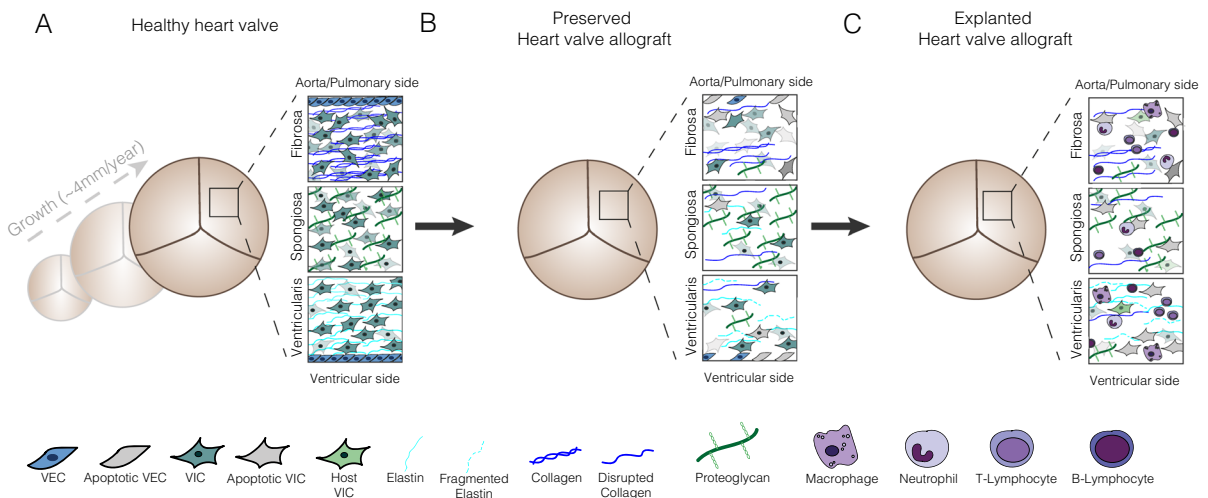 A
Healthy heart valve
B
Preserved
Heart valve allograft
C
Explanted
Heart valve allograft
Growth (~4mm/year)
Aorta/Pulmonary side
Fibrosa
Spongiosa
Ventricularis
Ventricular side
Aorta/Pulmonary side
Fibrosa
Spongiosa
Ventricularis
Ventricular side
Aorta/Pulmonary side
Fibrosa
Spongiosa
Ventricularis
Ventricular side
VEC
Apoptotic VEC
VIC
Apoptotic VIC
Host
VIC
Elastin
Fragmented
Elastin
Collagen
Disrupted
Collagen
Proteoglycan
Macrophage
Neutrophil
T-Lymphocyte
B-Lymphocyte